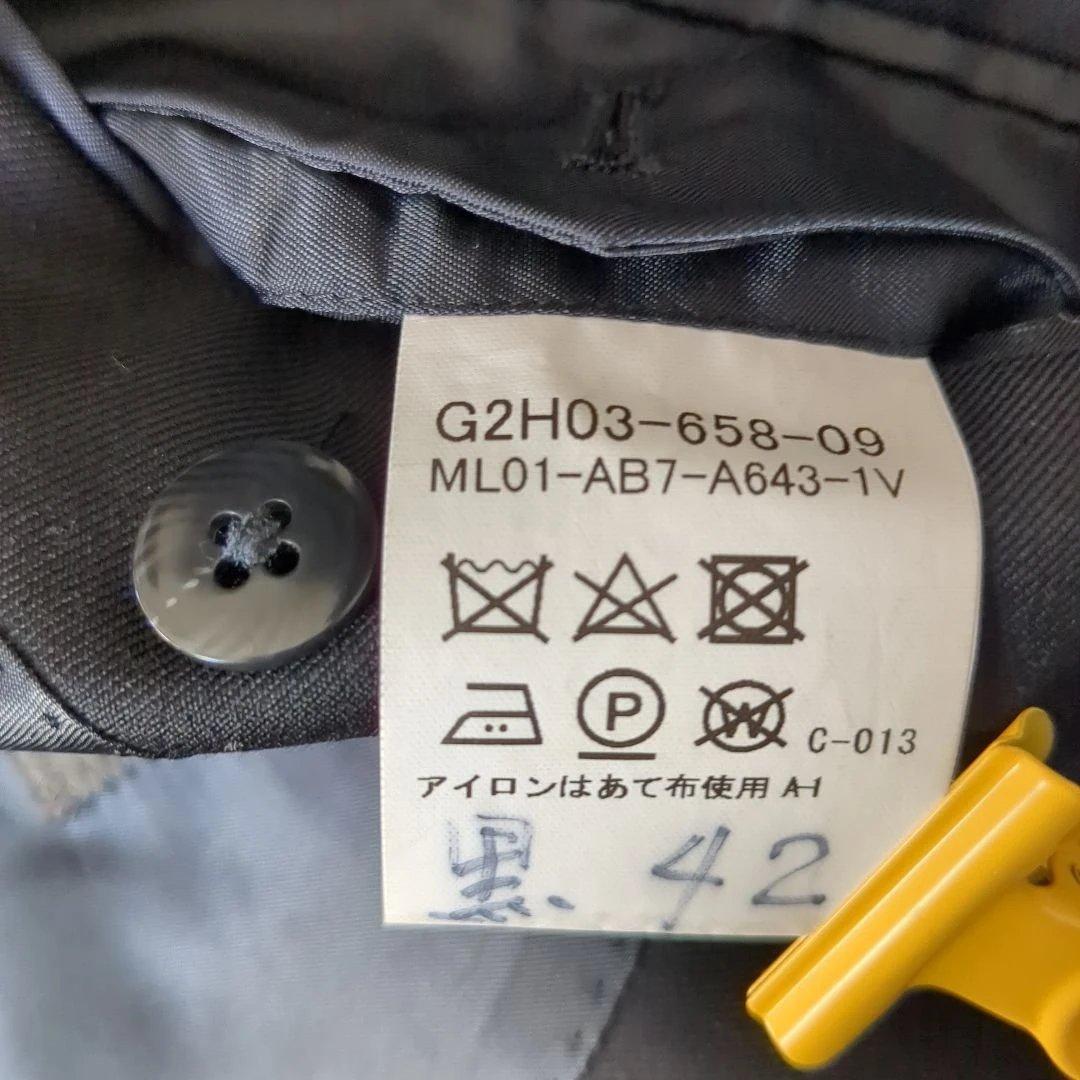 G2H03-658-09
ML01-AB7-A643-1V
P W C-013
アイロンはあて布使用 A-1
黒. 42